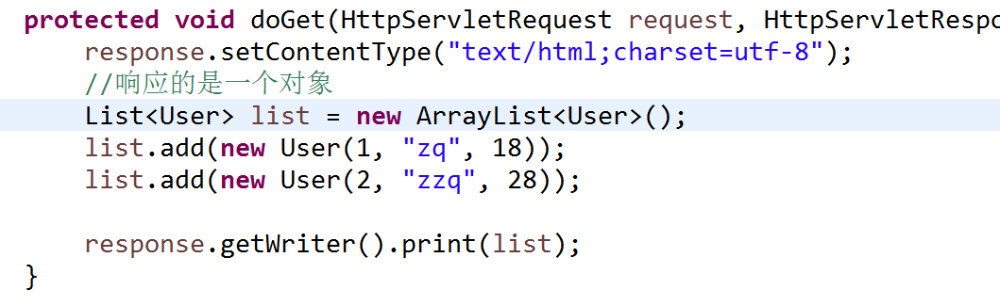 protected void doGet(HttpServletRequest request, HttpServletRespo
response.setContentType("text/html;charset=utf-8");
//响应的是一个对象
List<User> list = new ArrayList<User>();
list.add(new User(1, "zq", 18));
list.add(new User(2, "zzq", 28));
response.getWriter().print(list);
}